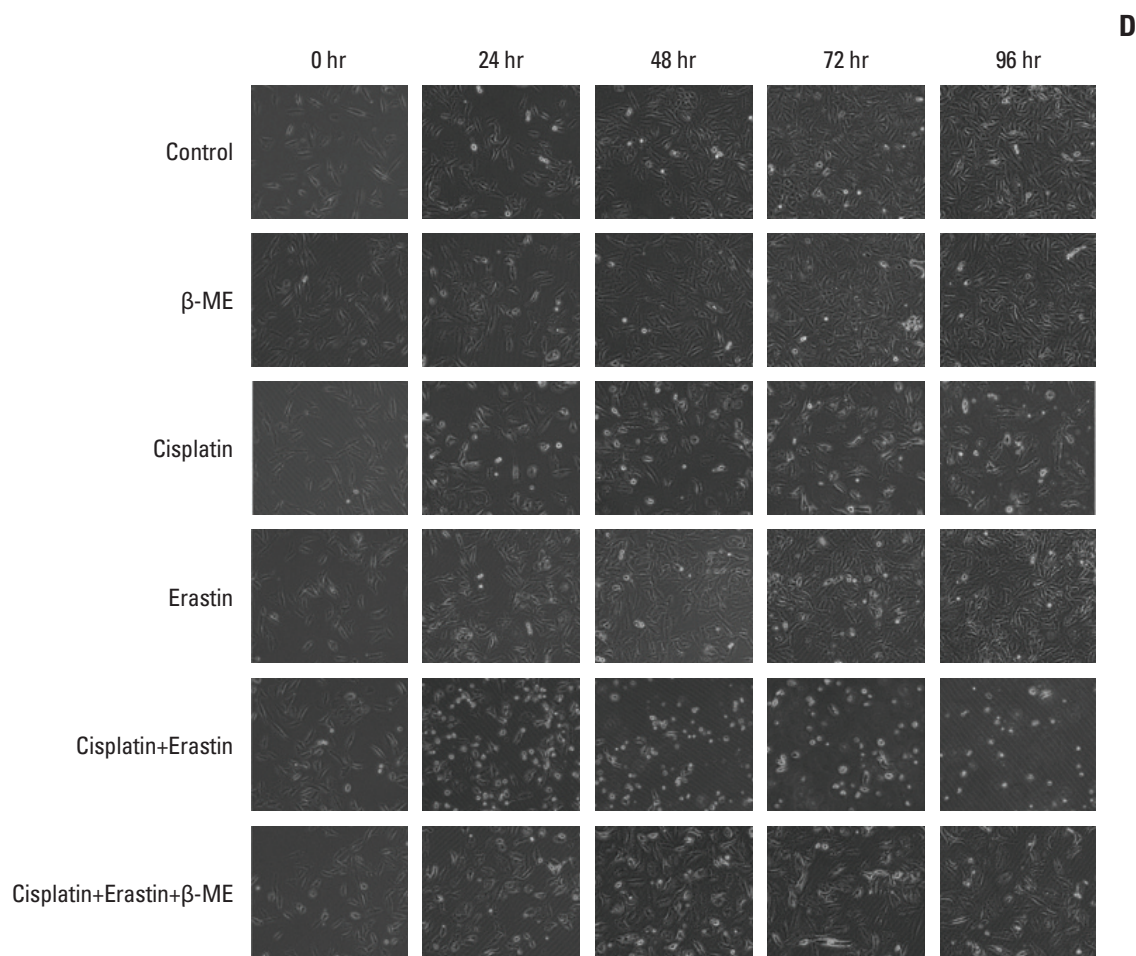 D
0 hr 24 hr 48 hr 72 hr 96 hr
Control
β-ME
Cisplatin
Erastin
Cisplatin+Erastin
Cisplatin+Erastin+β-ME